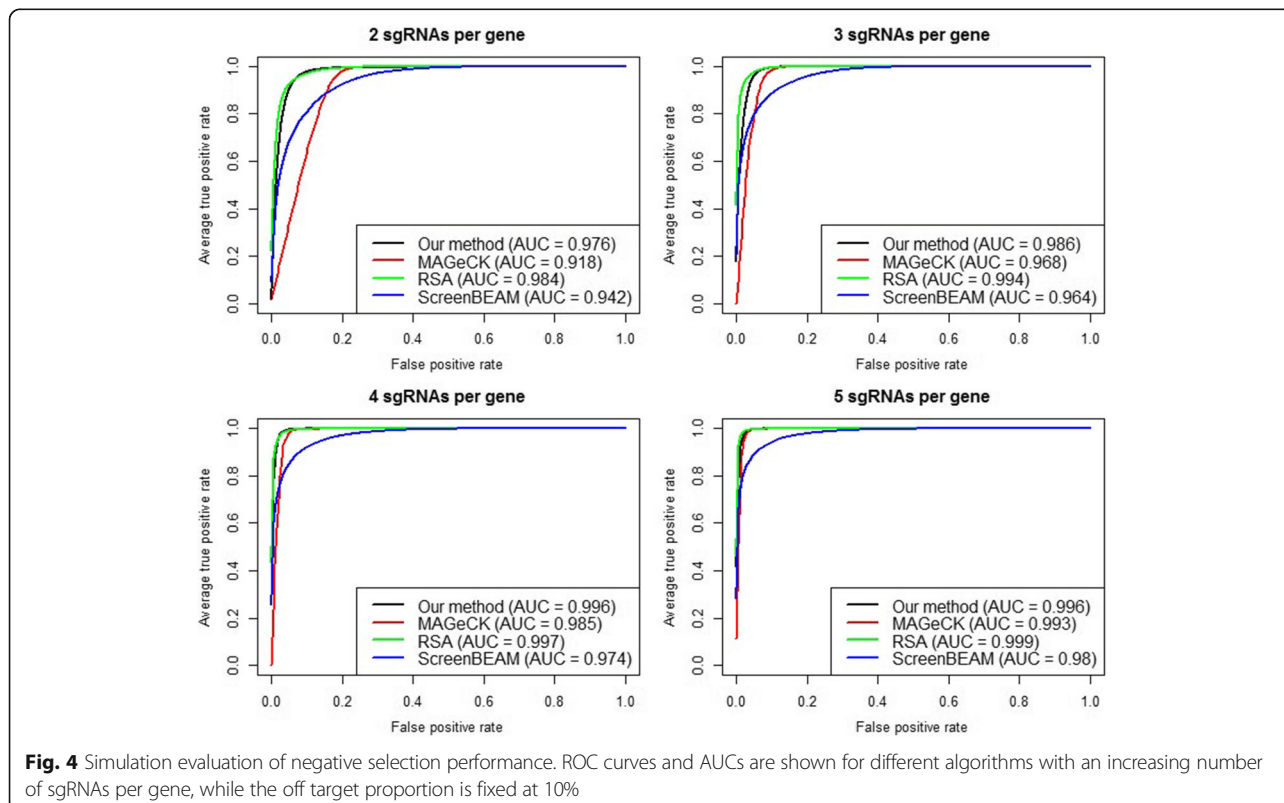 2 sgRNAs per gene
Average true positive rate
1.0
0.8
0.6
0.4
0.2
0.0
Our method (AUC = 0.976)
MAGeCK (AUC = 0.918)
RSA (AUC = 0.984)
ScreenBEAM (AUC = 0.942)
0.0 0.2 0.4 0.6 0.8 1.0
False positive rate
3 sgRNAs per gene
Average true positive rate
1.0
0.8
0.6
0.4
0.2
0.0
Our method (AUC = 0.986)
MAGeCK (AUC = 0.968)
RSA (AUC = 0.994)
ScreenBEAM (AUC = 0.964)
0.0 0.2 0.4 0.6 0.8 1.0
False positive rate
4 sgRNAs per gene
Average true positive rate
1.0
0.8
0.6
0.4
0.2
0.0
Our method (AUC = 0.996)
MAGeCK (AUC = 0.985)
RSA (AUC = 0.997)
ScreenBEAM (AUC = 0.974)
0.0 0.2 0.4 0.6 0.8 1.0
False positive rate
5 sgRNAs per gene
Average true positive rate
1.0
0.8
0.6
0.4
0.2
0.0
Our method (AUC = 0.996)
MAGeCK (AUC = 0.993)
RSA (AUC = 0.999)
ScreenBEAM (AUC = 0.98)
0.0 0.2 0.4 0.6 0.8 1.0
False positive rate
Fig. 4 Simulation evaluation of negative selection performance. ROC curves and AUCs are shown for different algorithms with an increasing number
of sgRNAs per gene, while the off target proportion is fixed at 10%